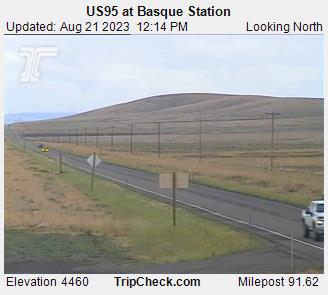 US95 at Basque Station
Updated: Aug 21 2023 12:14 PM Looking North
Elevation 4460 TripCheck.com Milepost 91.62